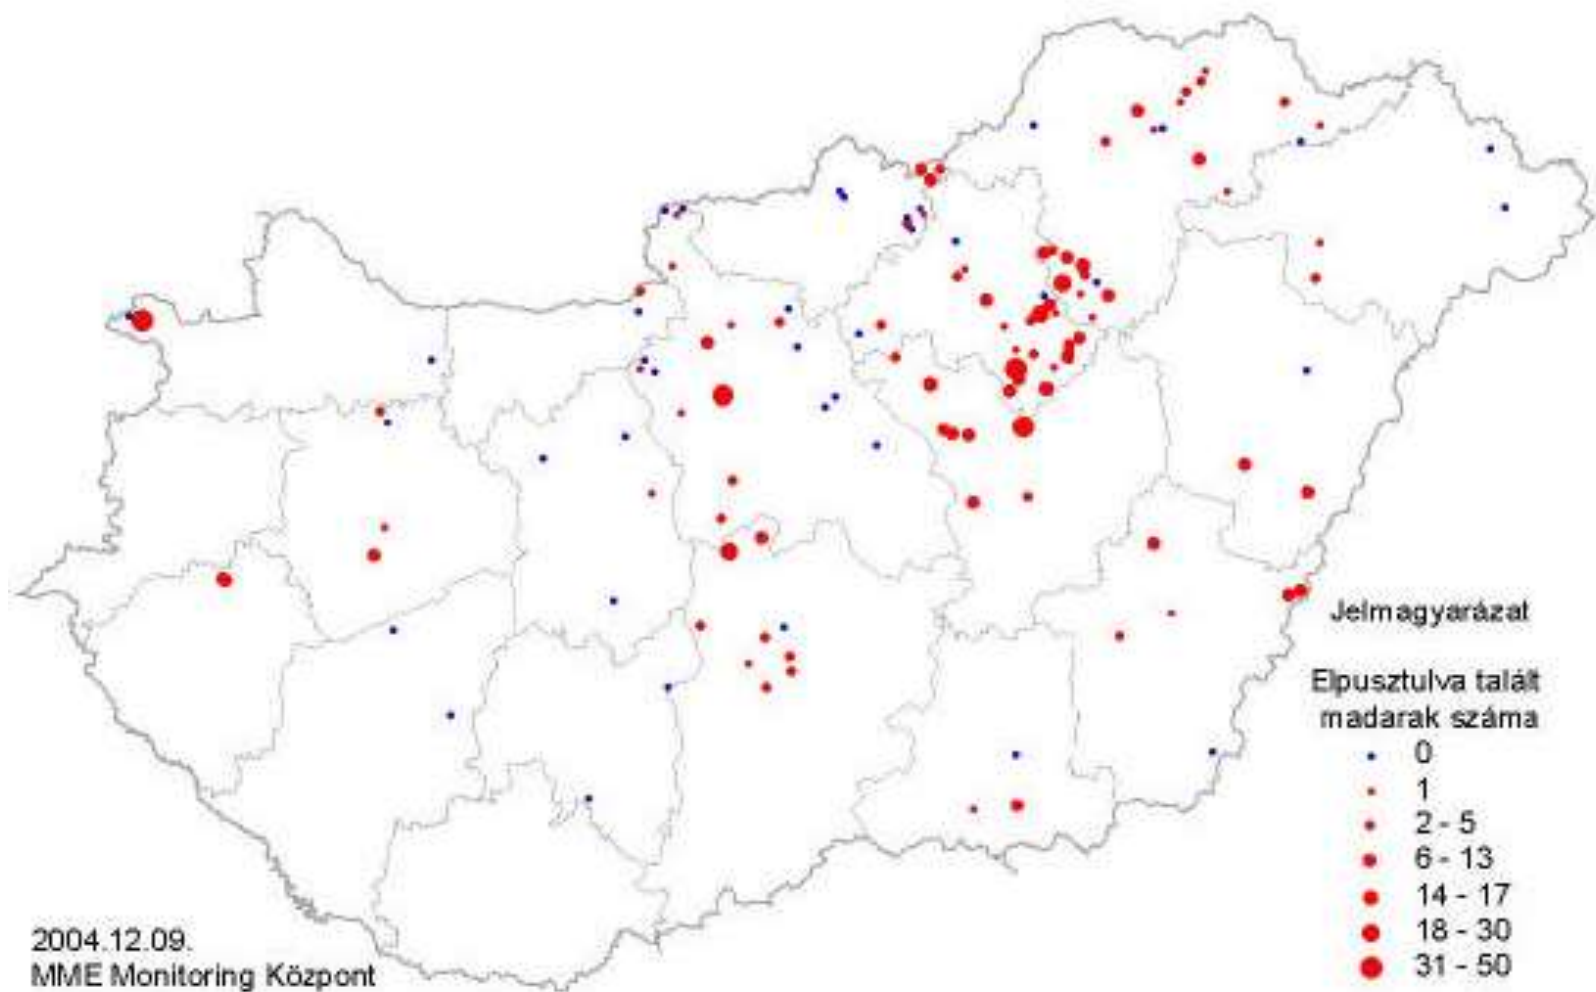 Jelmagyarázat
Elpusztulva talált
madarak száma
0
1
2 - 5
6 - 13
14 - 17
18 - 30
31 - 50
2004.12.09.
MME Monitoring Központ